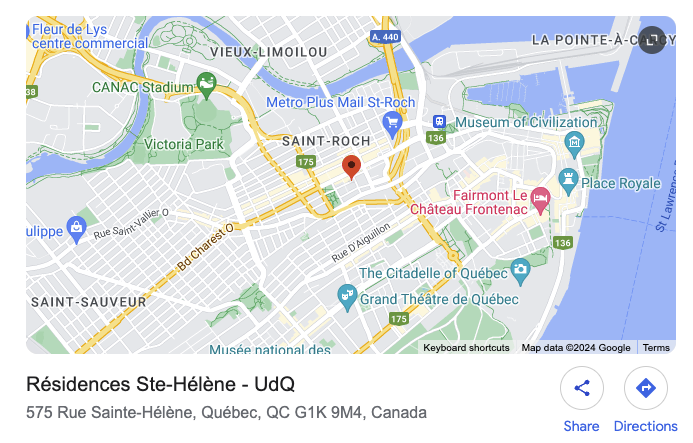 Fleur de Lys
centre commercial
VIEUX-LIMOILOU
A. 440
LA POINTE-À-CARCY
38
CANAC Stadium
Metro Plus Mail St-Roch
Victoria Park
SAINT-ROCH
136
Museum of Civilization
175
Place Royale
Fairmont Le
Château Frontenac
St Lawrence
ulippe
Rue Saint-Vallier O
Bd Charest O
Rue D'Aiguillon
136
The Citadelle of Québec
SAINT-SAUVEUR
Grand Théâtre de Québec
175
Musée national des
Keyboard shortcuts Map data ©2024 Google Terms
Résidences Ste-Hélène - UdQ
575 Rue Sainte-Hélène, Québec, QC G1K 9M4, Canada
Share Directions